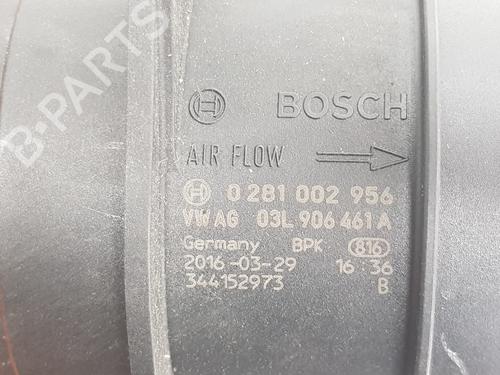 B-PARTS
BOSCH
AIR FLOW
0 281 002 956
VW AG 03L 906 461 A
Germany BPK 816
2016-03-29 16:36
344152973 B